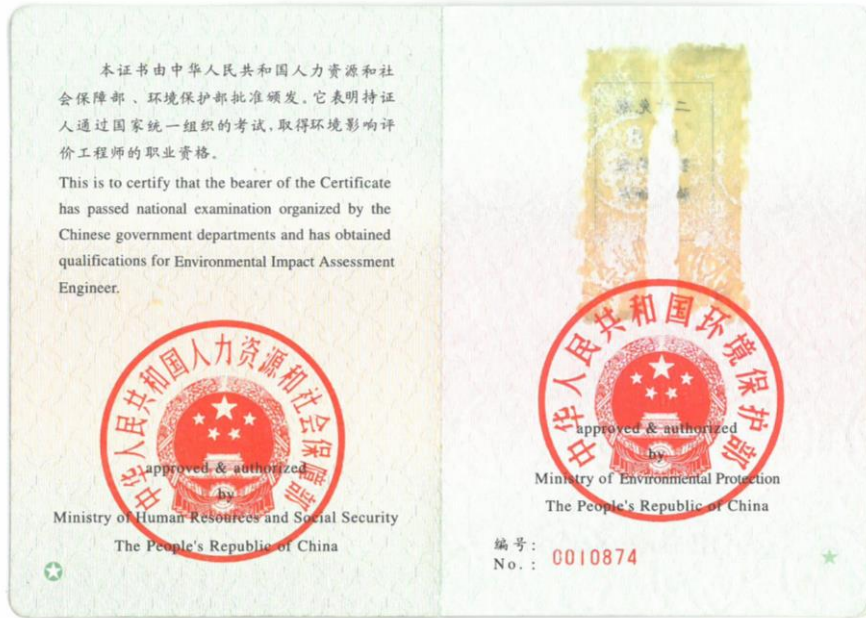 本证书由中华人民共和国人力资源和社
会保障部、环境保护部批准颁发。它表明持证
人通过国家统一组织的考试,取得环境影响评
价工程师的职业资格。
This is to certify that the bearer of the Certificate
has passed national examination organized by the
Chinese government departments and has obtained
qualifications for Environmental Impact Assessment
Engineer.
中华人民共和国人力资源和社会保障部
approved & authorized
by
Ministry of Human Resources and Social Security
The People's Republic of China
中华人民共和国环境保护部
approved & authorized
by
Ministry of Environmental Protection
The People's Republic of China
编号:
No.: 0010874